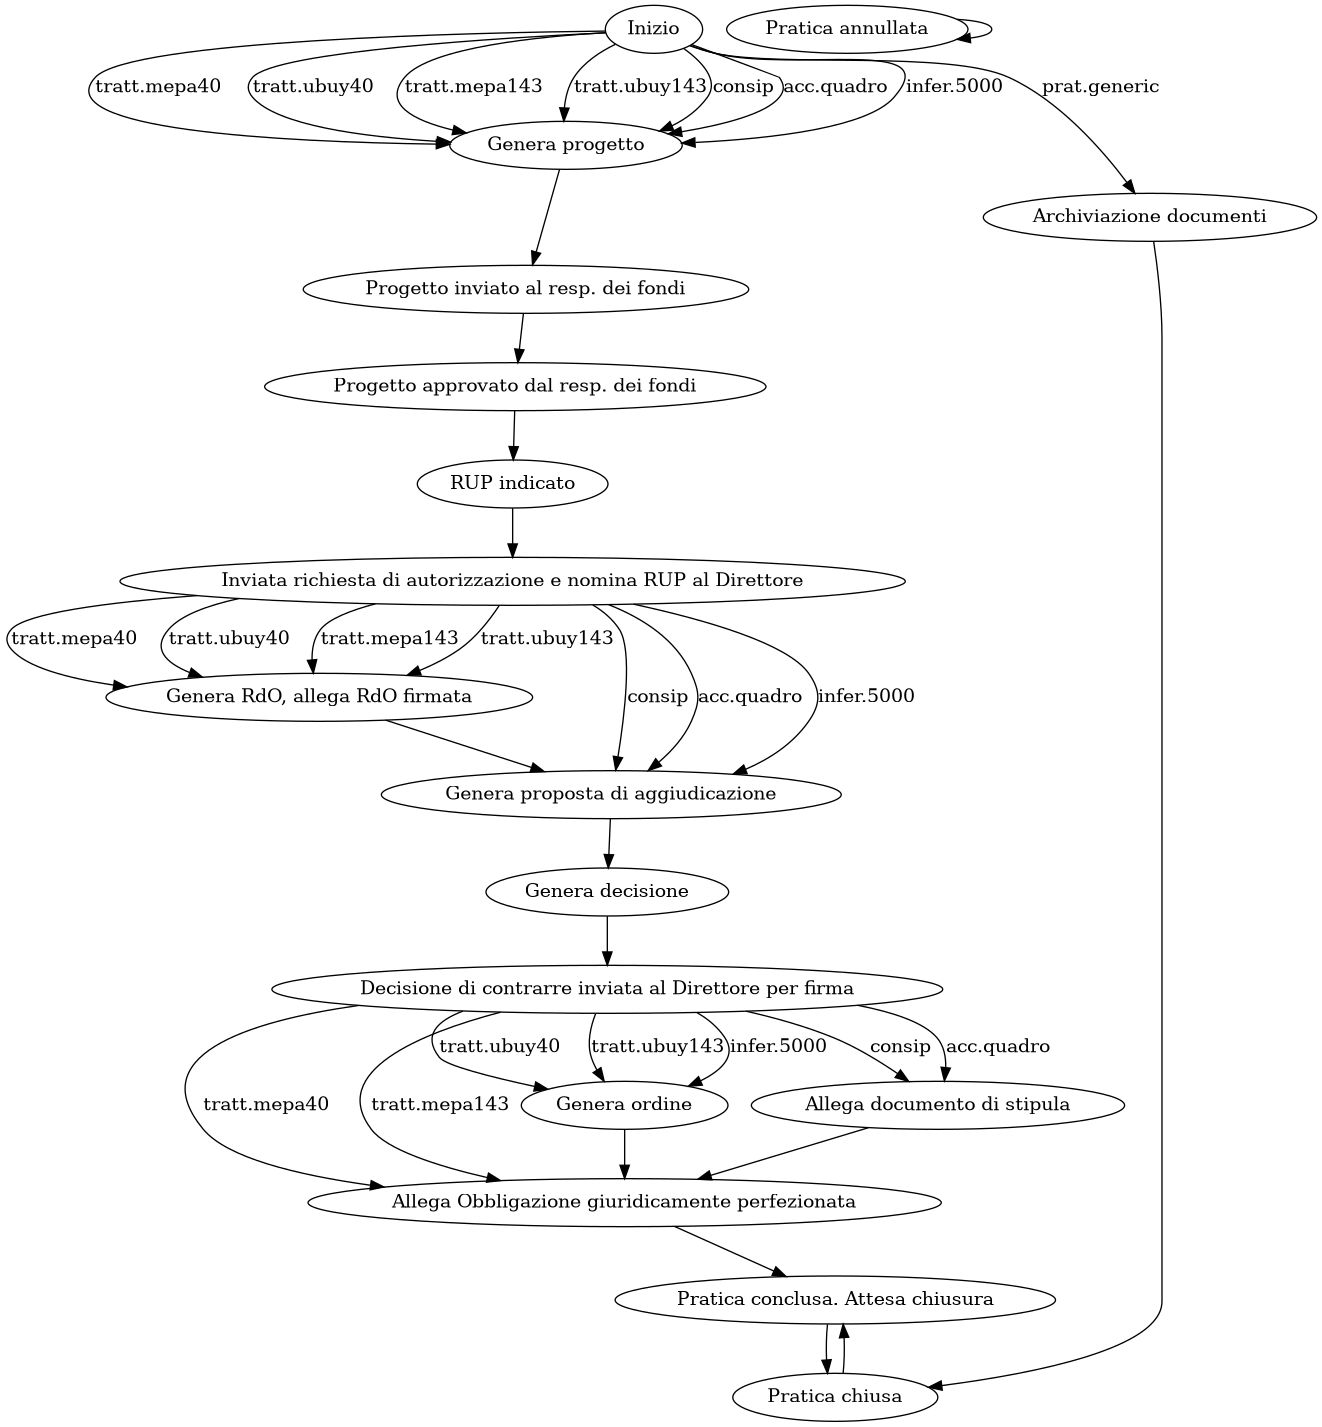 Inizio
Pratica annullata
tratt.mepa40
tratt.ubuy40
tratt.mepa143
tratt.ubuy143
consip
acc.quadro
infer.5000
prat.generic
Genera progetto
Archiviazione documenti
Progetto inviato al resp. dei fondi
Progetto approvato dal resp. dei fondi
RUP indicato
Inviata richiesta di autorizzazione e nomina RUP al Direttore
tratt.mepa40
tratt.ubuy40
tratt.mepa143
tratt.ubuy143
Genera RdO, allega RdO firmata
consip
acc.quadro
infer.5000
Genera proposta di aggiudicazione
Genera decisione
Decisione di contrarre inviata al Direttore per firma
tratt.ubuy40
tratt.ubuy143
infer.5000
consip
acc.quadro
tratt.mepa40
tratt.mepa143
Genera ordine
Allega documento di stipula
Allega Obbligazione giuridicamente perfezionata
Pratica conclusa. Attesa chiusura
Pratica chiusa